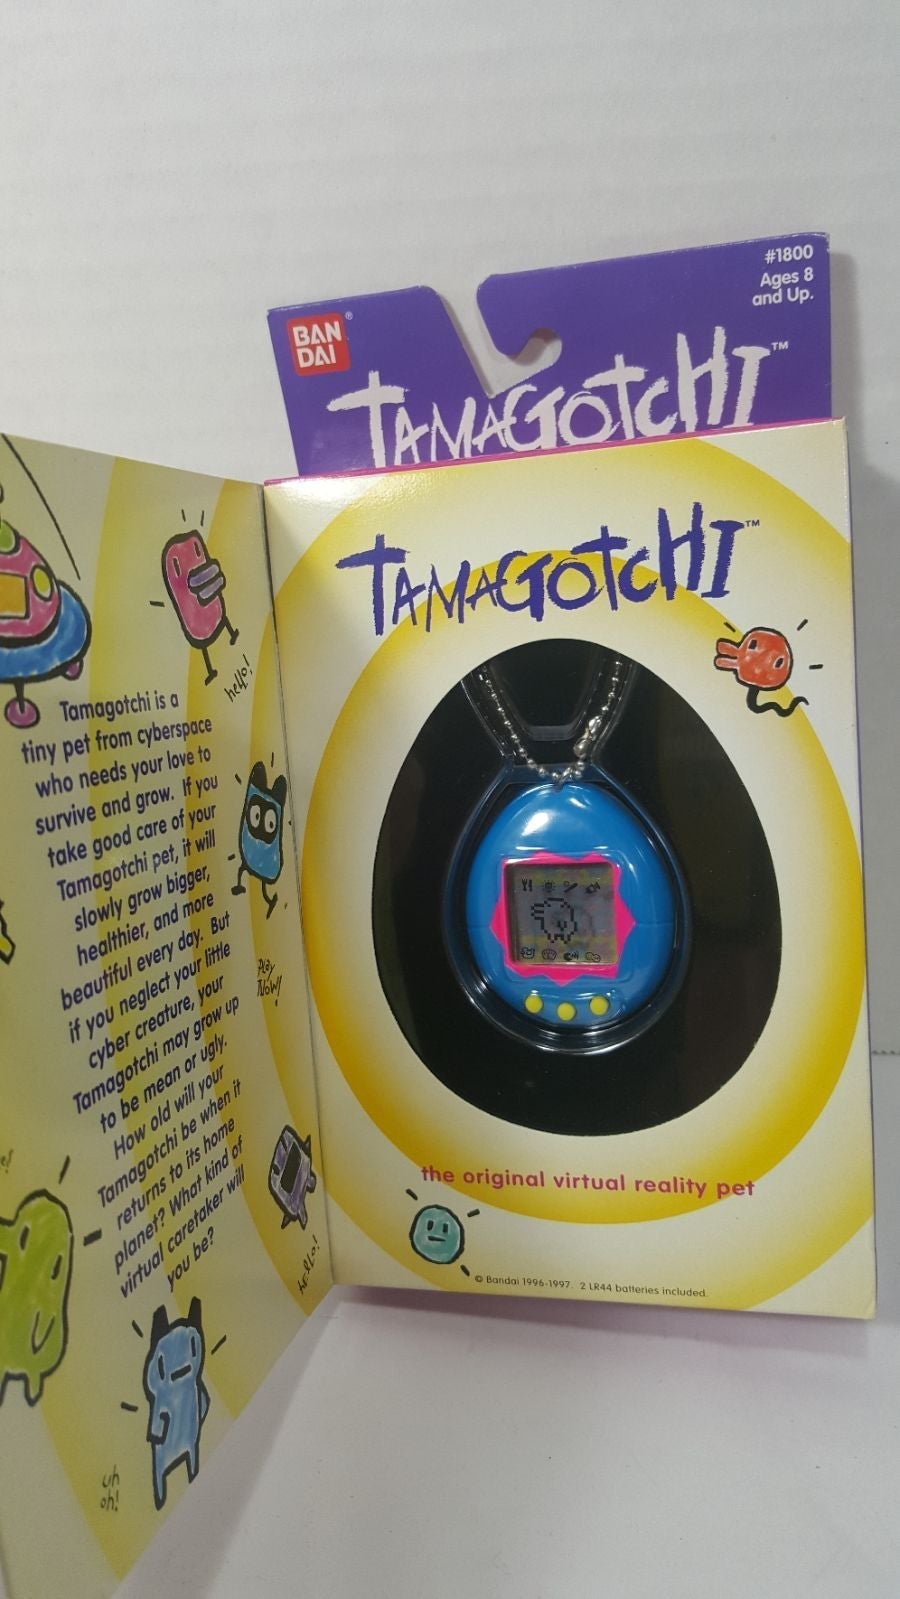 #1800
Ages 8
and Up.
BAN
DAI
®
TAMAGOTCHI™
TAMAGOTCHI™
Tamagotchi is a
tiny pet from cyberspace
who needs your love to
survive and grow. If you
take good care of your
Tamagotchi pet, it will
slowly grow bigger,
healthier, and more
beautiful every day. But
if you neglect your little
cyber creature, your
Tamagotchi may grow up
to be mean or ugly.
How old will your
Tamagotchi be when it
returns to its home
planet? What kind of
virtual caretaker will
you be?
hello!
Play
Now!
hello!
uh
oh!
the original virtual reality pet
© Bandai 1996-1997. 2 LR44 batteries included.